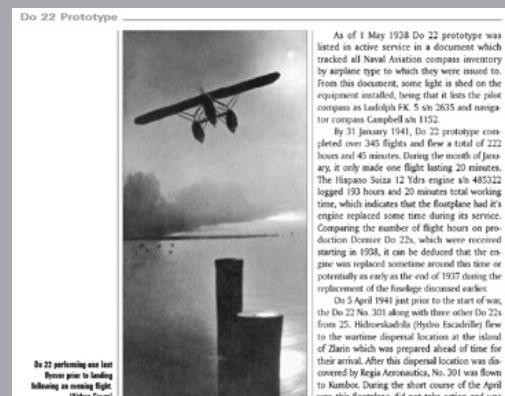 Do 22 Prototype
As of 1 May 1938 Do 22 prototype was
listed in active service in a document which
tracked all Naval Aviation compass inventory
by airplane type to which they were issued to.
From this document, some light is shed on the
equipment installed, being that it lists the pilot
compass as Ludolph FK. 5 s/n 2635 and naviga-
tor compass Campbell s/n 1152.
By 31 January 1941, Do 22 prototype com-
pleted over 345 flights and flew a total of 222
hours and 45 minutes. During the month of Janu-
ary, it only made one flight lasting 20 minutes.
The Hispano Suiza 12 Ydrs engine s/n 485322
logged 193 hours and 20 minutes total working
time, which indicates that the floatplane had it's
engine replaced some time during its service.
Comparing the number of flight hours on pro-
duction Dornier Do 22s, which were received
starting in 1938, it can be deduced that the en-
gine was replaced sometime around this time or
potentially as early as the end of 1937 during the
replacement of the fuselage discussed earlier.
On 5 April 1941 just prior to the start of war,
the Do 22 No. 301 along with three other Do 22s
from 25. Hidroeskadrila (Hydro Escadrille) flew
to the wartime dispersal location at the island
of Zlarin which was prepared ahead of time for
their arrival. After this dispersal location was dis-
covered by Regia Aeronautica, No. 301 was flown
to Kumbor. During the short course of the April
war this floatplane did not take action and was
Do 22 performing one last
flyover prior to landing
following an evening flight.